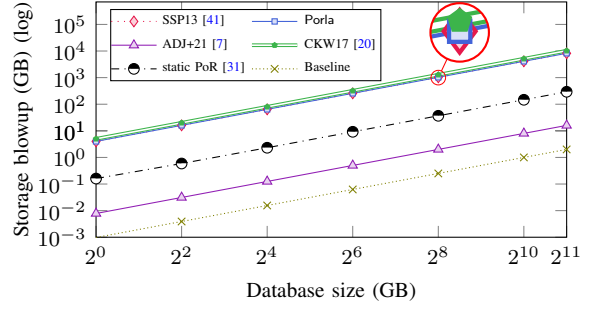 Storage blowup (GB) (log)
10^5
10^4
10^3
10^2
10^1
10^0
10^−1
10^−2
10^−3
SSP13 [41]
Porla
ADJ+21 [7]
CKW17 [20]
static PoR [31]
Baseline
2^0 2^2 2^4 2^6 2^8 2^10 2^11
Database size (GB)